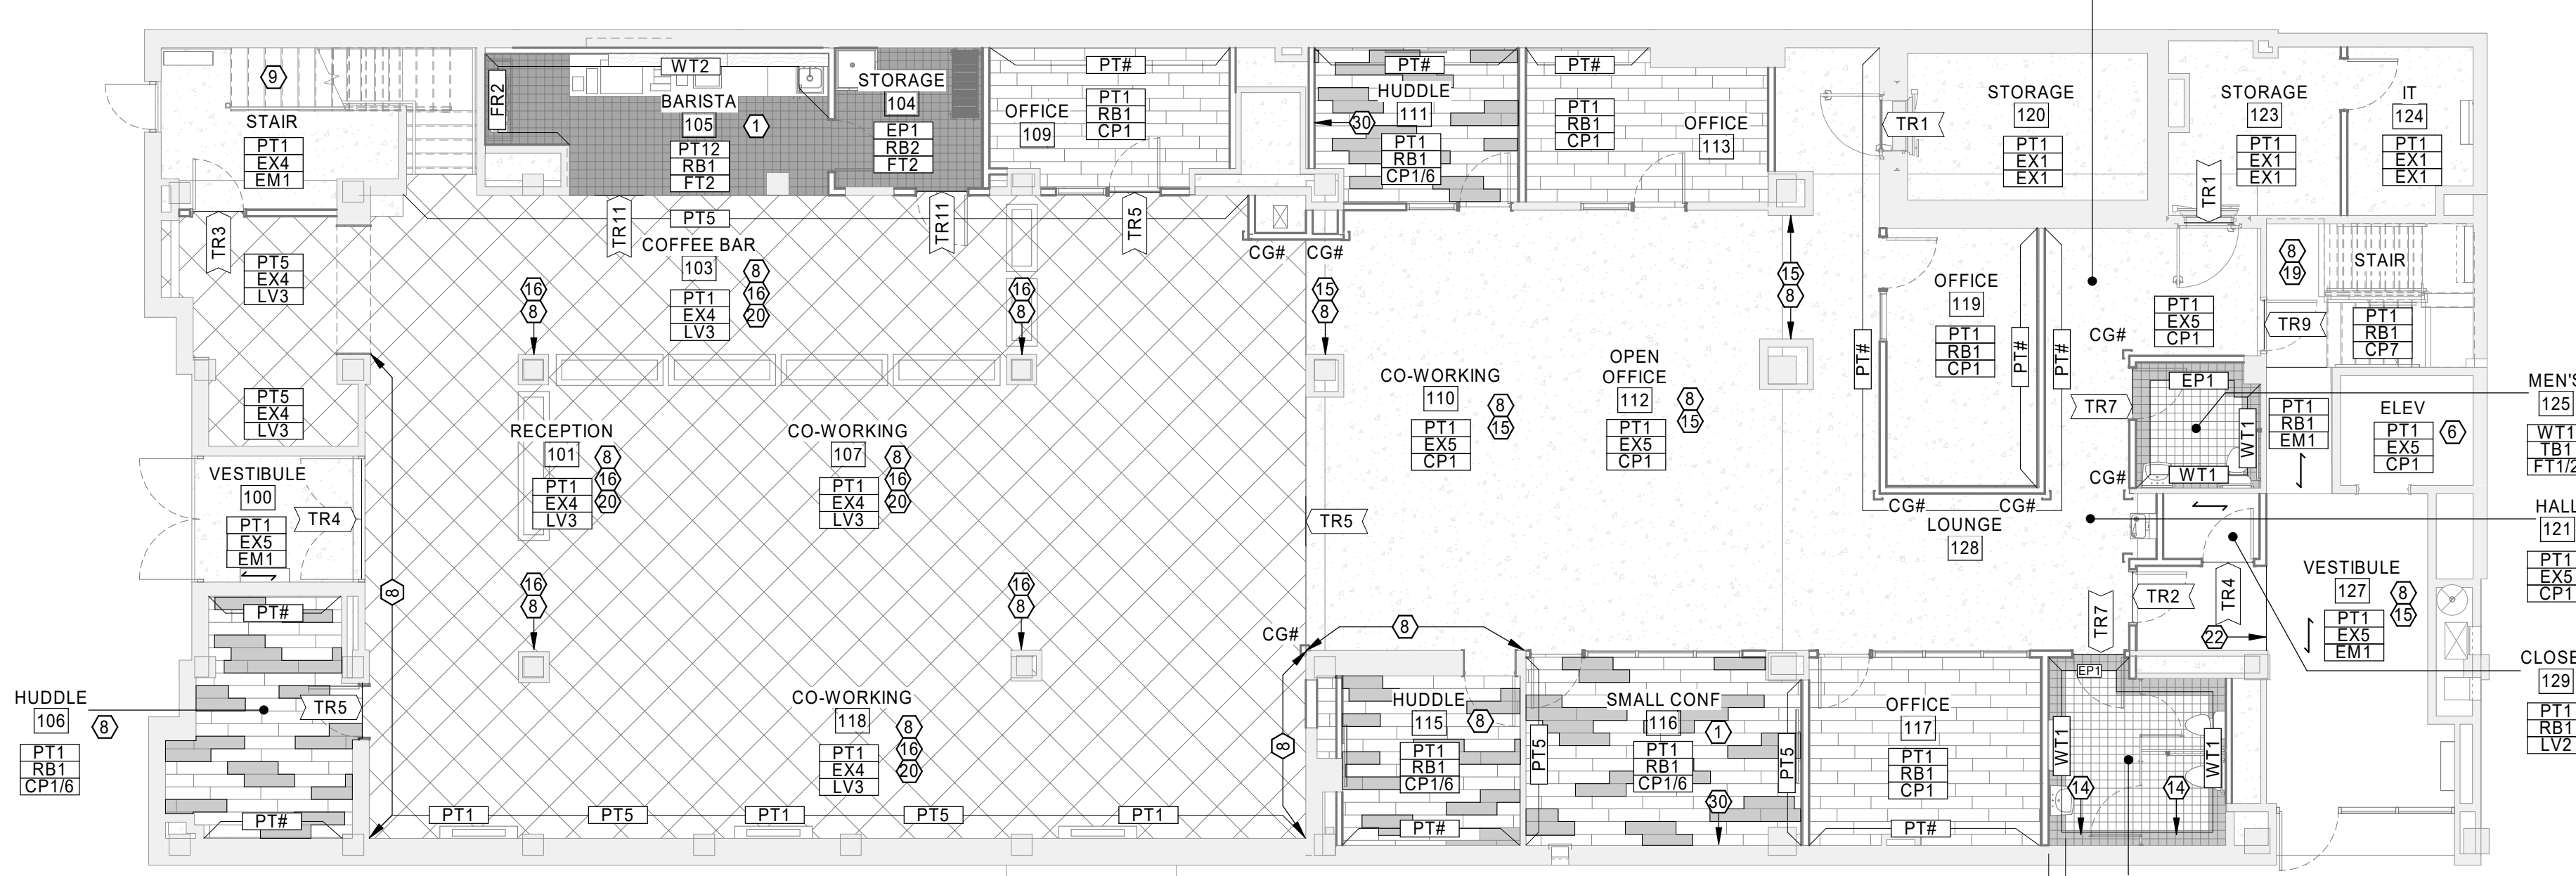 9
STAIR
PT1
EX4
EM1
TR3
PT5
EX4
LV3
PT5
EX4
LV3
VESTIBULE
100
PT1
EX5
EM1
TR4
PT#
HUDDLE
106
8
PT1
RB1
CP1/6
TR5
PT#
8
FR2
WT2
BARISTA
105
1
PT12
RB1
FT2
STORAGE
104
EP1
RB2
FT2
TR11
PT5
TR11
TR5
COFFEE BAR
103
8
16
20
PT1
EX4
LV3
16
8
16
8
RECEPTION
101
8
16
20
PT1
EX4
LV3
CO-WORKING
107
8
16
20
PT1
EX4
LV3
16
8
16
8
CO-WORKING
118
8
16
20
PT1
EX4
LV3
PT1
PT5
PT1
PT5
PT1
PT#
OFFICE
109
PT1
RB1
CP1
CG#
CG#
PT#
HUDDLE
111
30
PT1
RB1
CP1/6
PT#
PT1
RB1
CP1
OFFICE
113
15
8
15
8
CO-WORKING
110
8
15
PT1
EX5
CP1
OPEN
OFFICE
112
8
15
PT1
EX5
CP1
TR5
CG#
8
8
HUDDLE
115
8
PT1
RB1
CP1/6
PT#
PT5
SMALL CONF
116
1
PT1
RB1
CP1/6
30
PT5
OFFICE
117
PT1
RB1
CP1
PT#
TR1
STORAGE
120
PT1
EX1
EX1
STORAGE
123
PT1
EX1
EX1
TR1
IT
124
PT1
EX1
EX1
PT#
OFFICE
119
PT1
RB1
CP1
PT#
PT#
CG#
CG#
LOUNGE
128
PT1
EX5
CP1
CG#
8
19
STAIR
TR9
PT1
RB1
CP7
TR7
EP1
WT1
WT1
CG#
PT1
RB1
EM1
ELEV
PT1
EX5
CP1
6
MEN'S
125
WT1
TB1
FT1/2
HALL
121
PT1
EX5
CP1
TR7
TR2
TR4
22
VESTIBULE
127
8
15
PT1
EX5
EM1
129
PT1
RB1
LV2
EP1
WT1
WT1
14
14